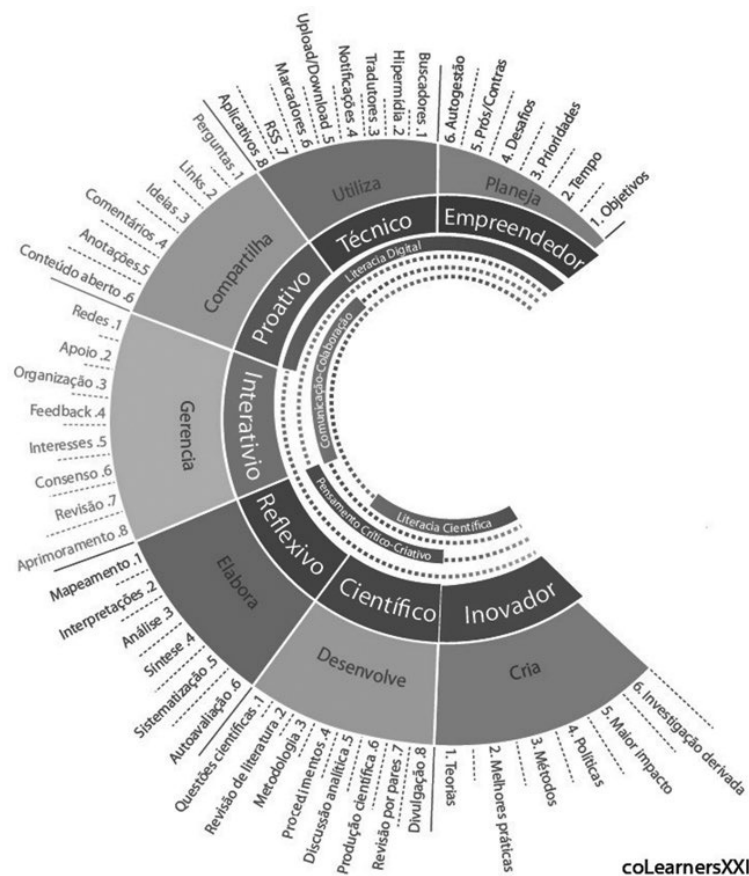 1. Objetivos
2. Tempo
3. Prioridades
4. Desafios
5. Prós/Contras
6. Autogestão
Planeja
Empreendedor
Buscadores .1
Hipermídia .2
Tradutores .3
Notificações .4
Upload/Download .5
Marcadores .6
RSS .7
Aplicativos .8
Utiliza
Técnico
Perguntas .1
Links .2
Ideias .3
Comentários .4
Anotações.5
Conteúdo aberto .6
Compartilha
Proativo
Redes .1
Apoio .2
Organização .3
Feedback .4
Interesses .5
Consenso .6
Revisão .7
Aprimoramento .8
Gerencia
Interativio
Mapeamento .1
Interpretações .2
Análise 3
Síntese 4
Sistematização 5
Autoavaliação .6
Elabora
Reflexivo
Questões científicas .1
Revisão de literatura .2
Metodologia .3
Procedimentos .4
Discussão analítica .5
Produção científica .6
Revisão por pares .7
Divulgação .8
Desenvolve
Científico
1. Teorias
2. Melhores práticas
3. Métodos
4. Políticas
5. Maior impacto
6. Investigação derivada
Cria
Inovador
Literacia Digital
Comunicação-Colaboração
Pensamento Crítico-Criativo
Literacia Científica
coLearnersXXI